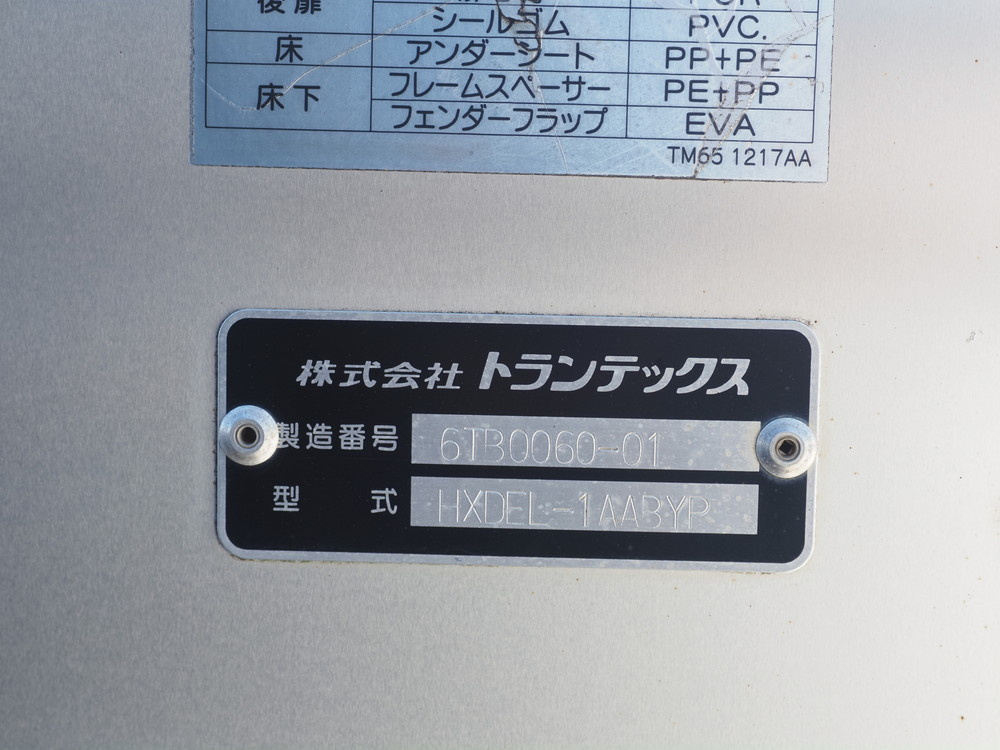 後扉
シールゴム PVC.
床 アンダーシート PP+PE
床下 フレームスペーサー PE+PP
フェンダーフラップ EVA
TM65 1217AA
株式会社 トランテックス
製造番号 6TB0060-01
型式 HXDEL-1AABYP